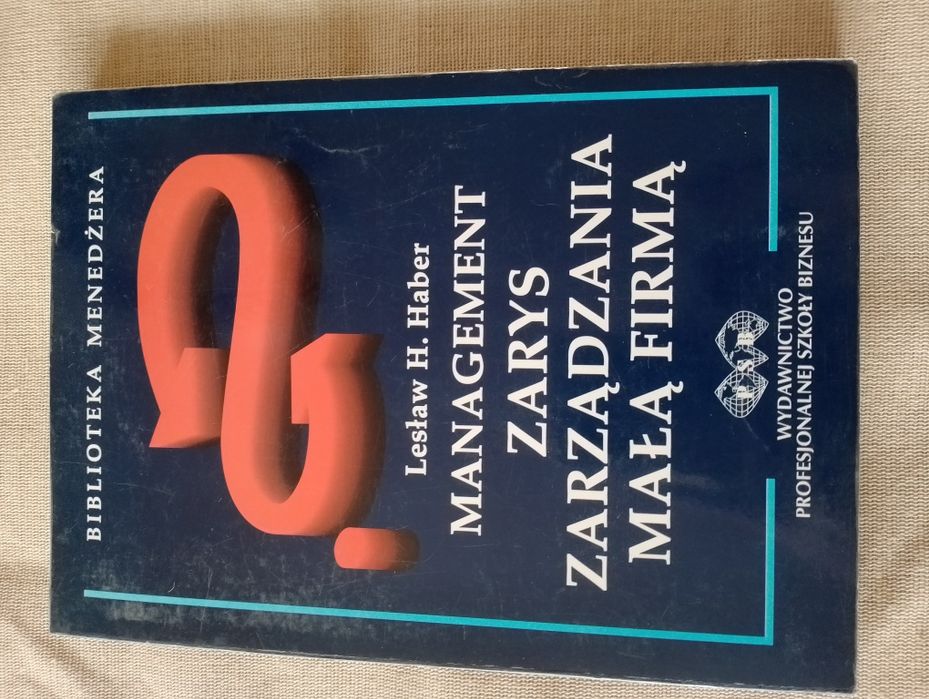 BIBLIOTEKA MENEDŻERA
Lesław H. Haber
MANAGEMENT
ZARYS
ZARZĄDZANIA
MAŁĄ FIRMĄ
P S B
WYDAWNICTWO
PROFESJONALNEJ SZKOŁY BIZNESU